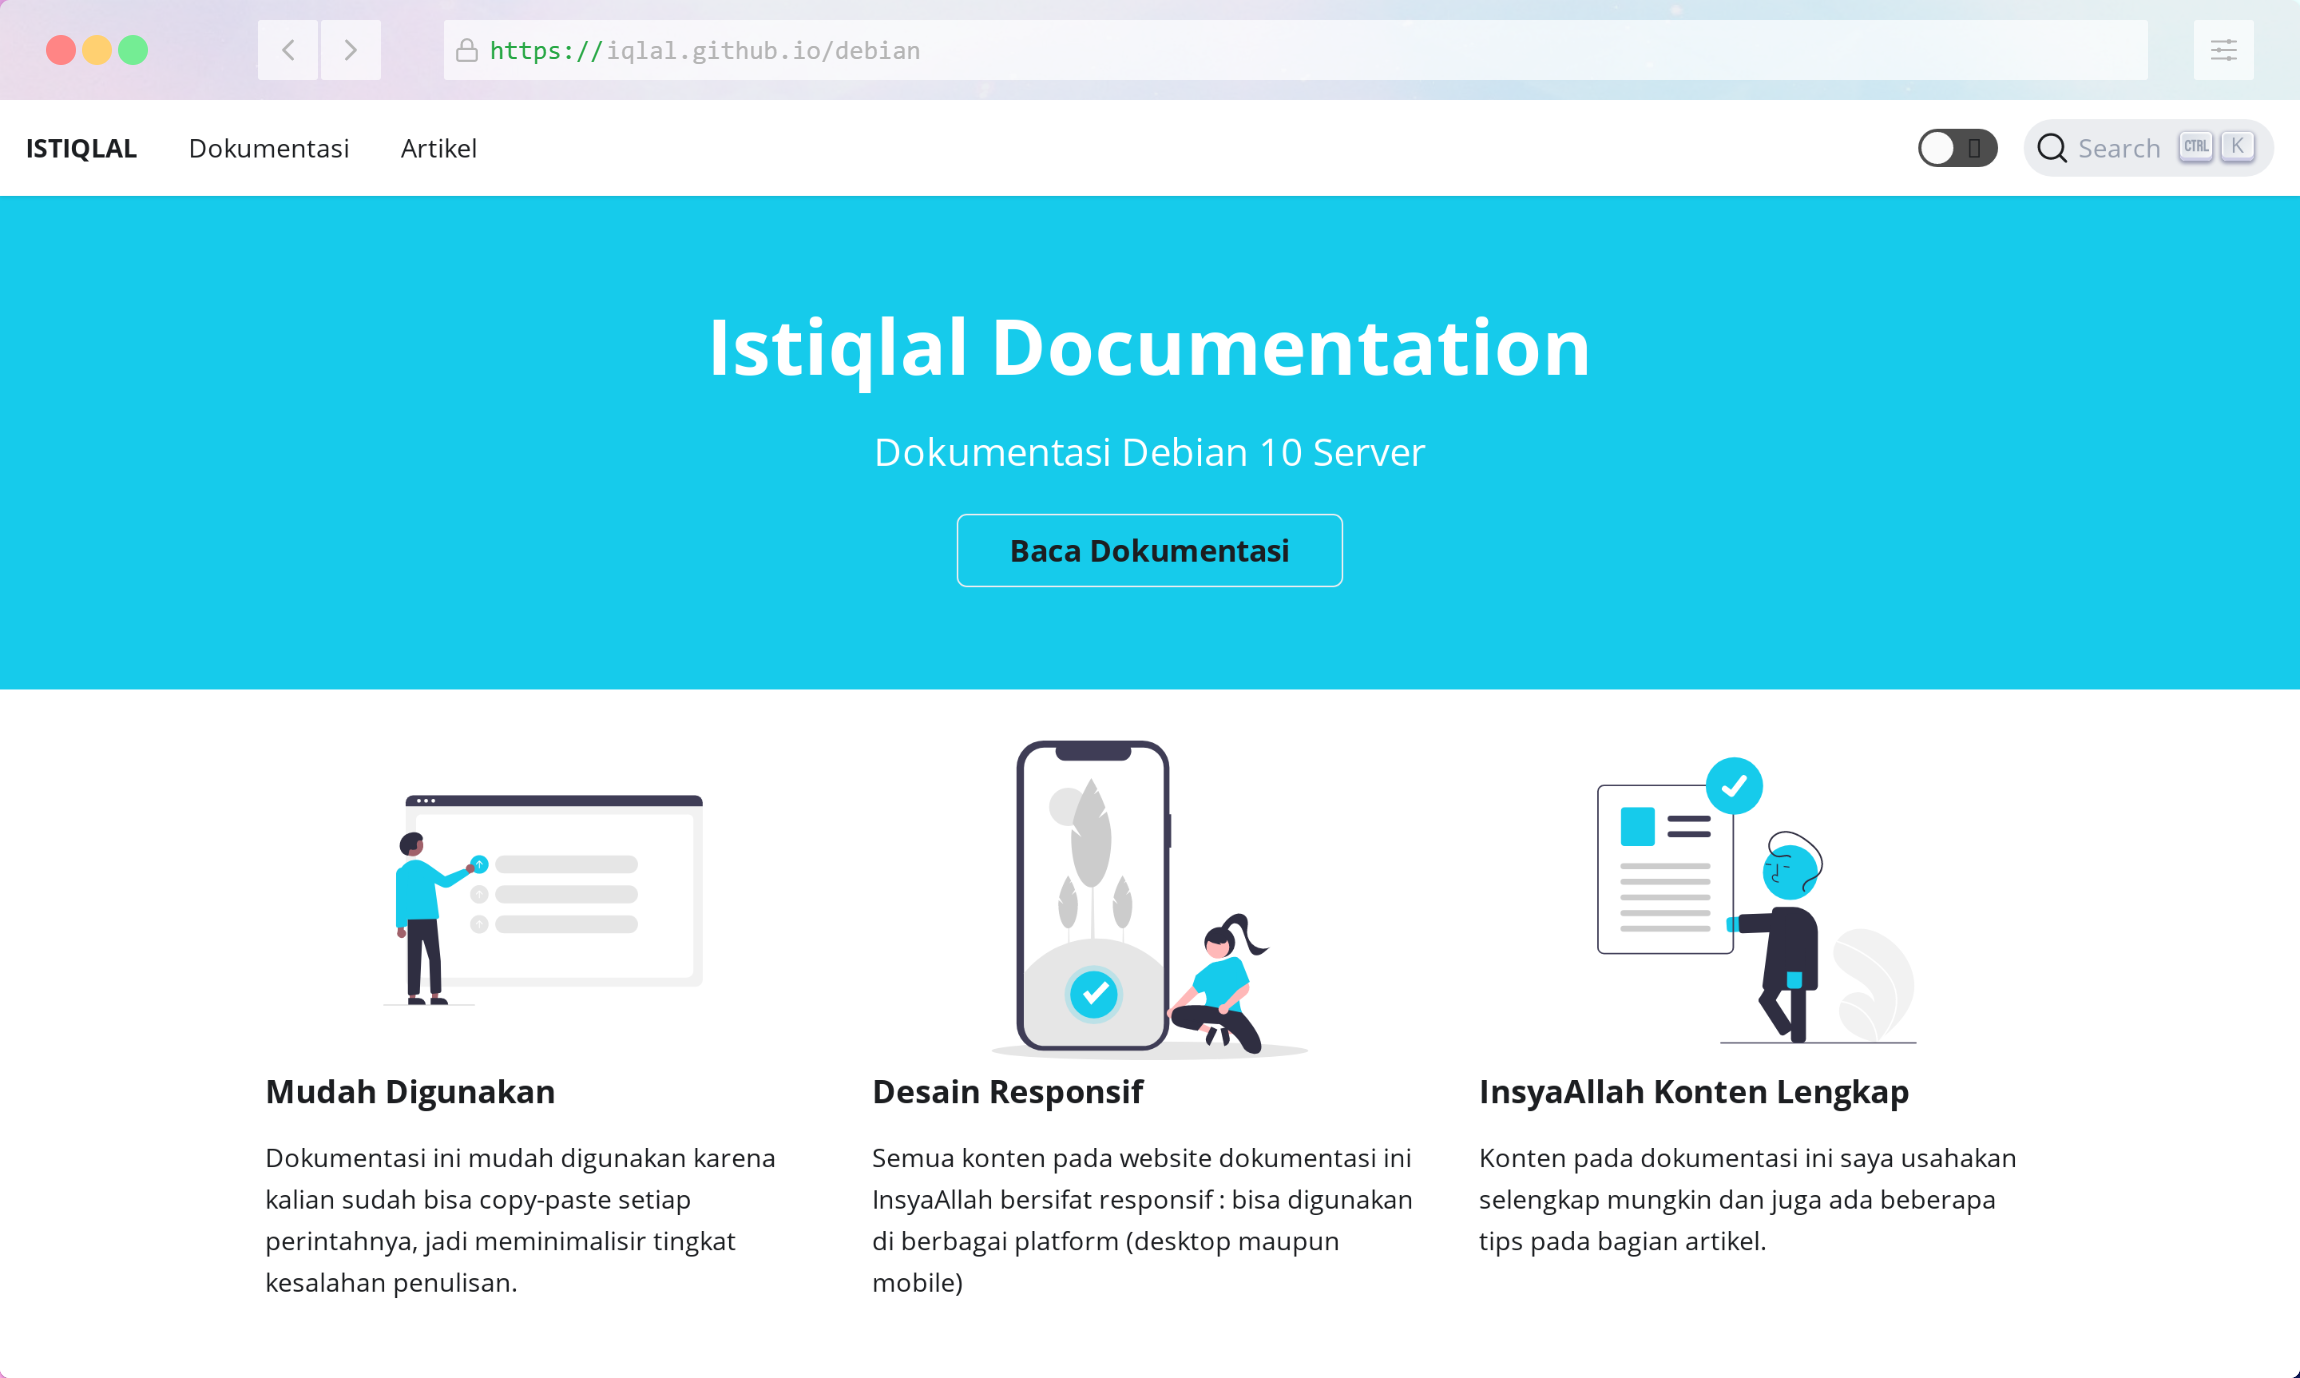 https://iqlal.github.io/debian
ISTIQLAL Dokumentasi Artikel Search CTRL K
Istiqlal Documentation
Dokumentasi Debian 10 Server
Baca Dokumentasi
Mudah Digunakan
Dokumentasi ini mudah digunakan karena
kalian sudah bisa copy-paste setiap
perintahnya, jadi meminimalisir tingkat
kesalahan penulisan.
Desain Responsif
Semua konten pada website dokumentasi ini
InsyaAllah bersifat responsif : bisa digunakan
di berbagai platform (desktop maupun
mobile)
InsyaAllah Konten Lengkap
Konten pada dokumentasi ini saya usahakan
selengkap mungkin dan juga ada beberapa
tips pada bagian artikel.